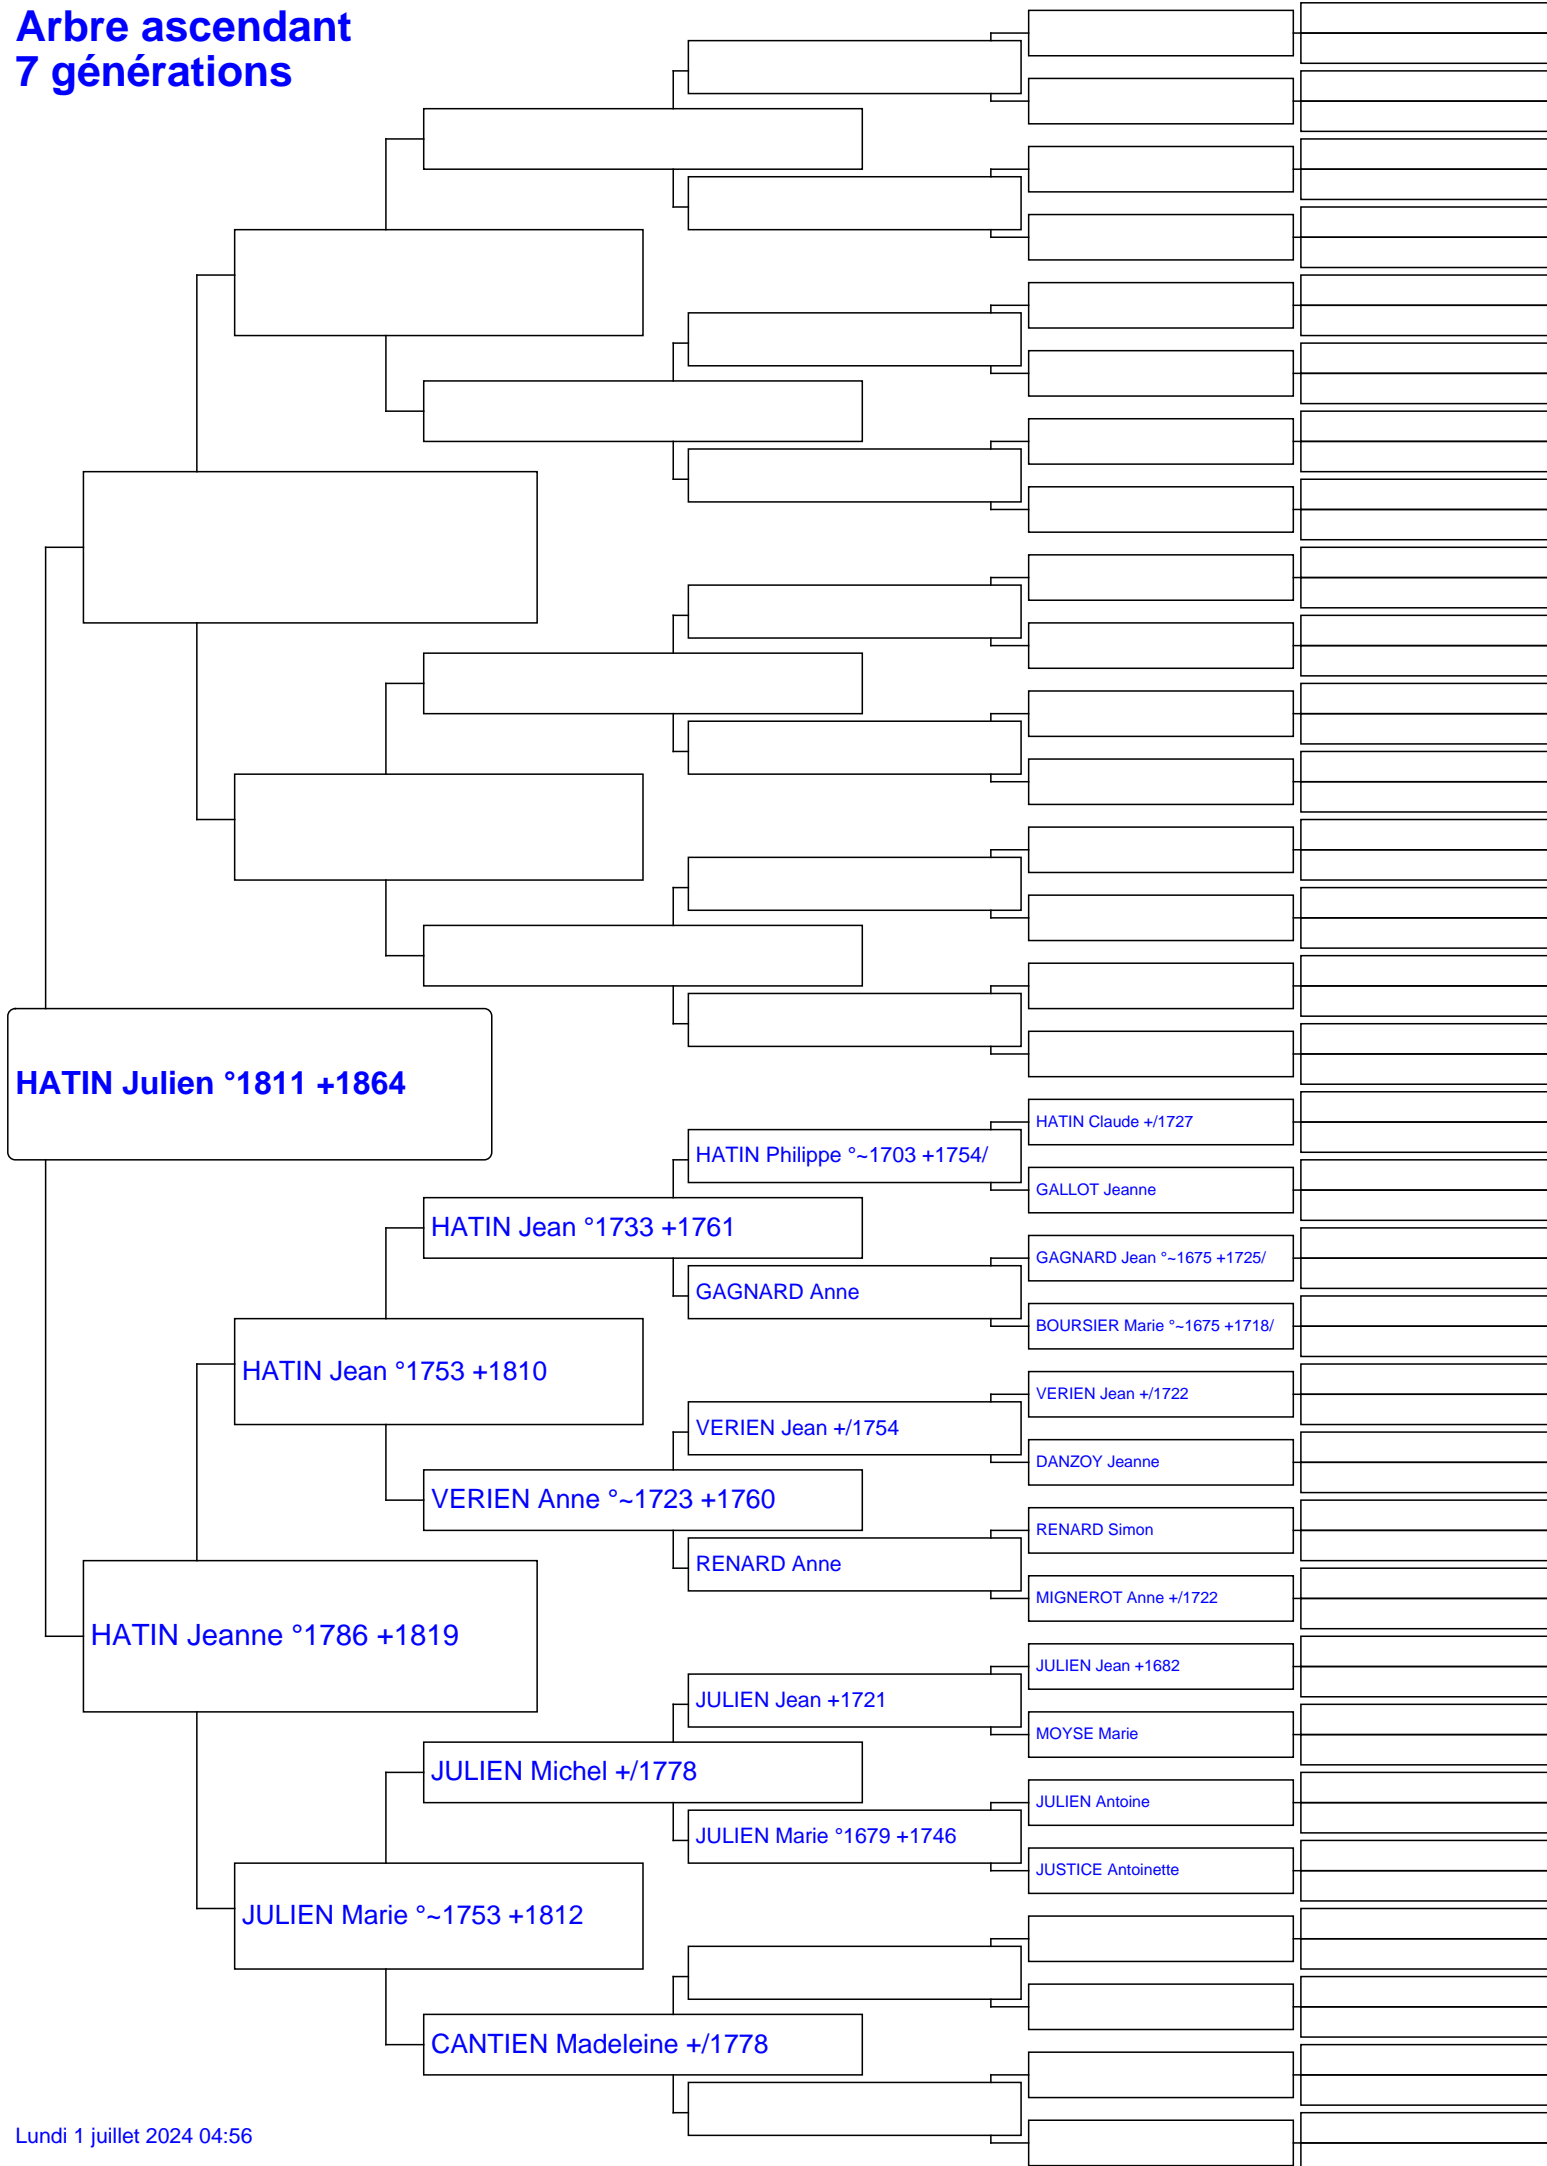 Arbre ascendant
7 générations
HATIN Julien °1811 +1864
HATIN Claude +/1727
HATIN Philippe °~1703 +1754/
GALLOT Jeanne
HATIN Jean °1733 +1761
GAGNARD Jean °~1675 +1725/
GAGNARD Anne
BOURSIER Marie °~1675 +1718/
HATIN Jean °1753 +1810
VERIEN Jean +/1722
VERIEN Jean +/1754
DANZOY Jeanne
VERIEN Anne °~1723 +1760
RENARD Simon
RENARD Anne
MIGNEROT Anne +/1722
HATIN Jeanne °1786 +1819
JULIEN Jean +1682
JULIEN Jean +1721
MOYSE Marie
JULIEN Michel +/1778
JULIEN Antoine
JULIEN Marie °1679 +1746
JUSTICE Antoinette
JULIEN Marie °~1753 +1812
CANTIEN Madeleine +/1778
Lundi 1 juillet 2024 04:56